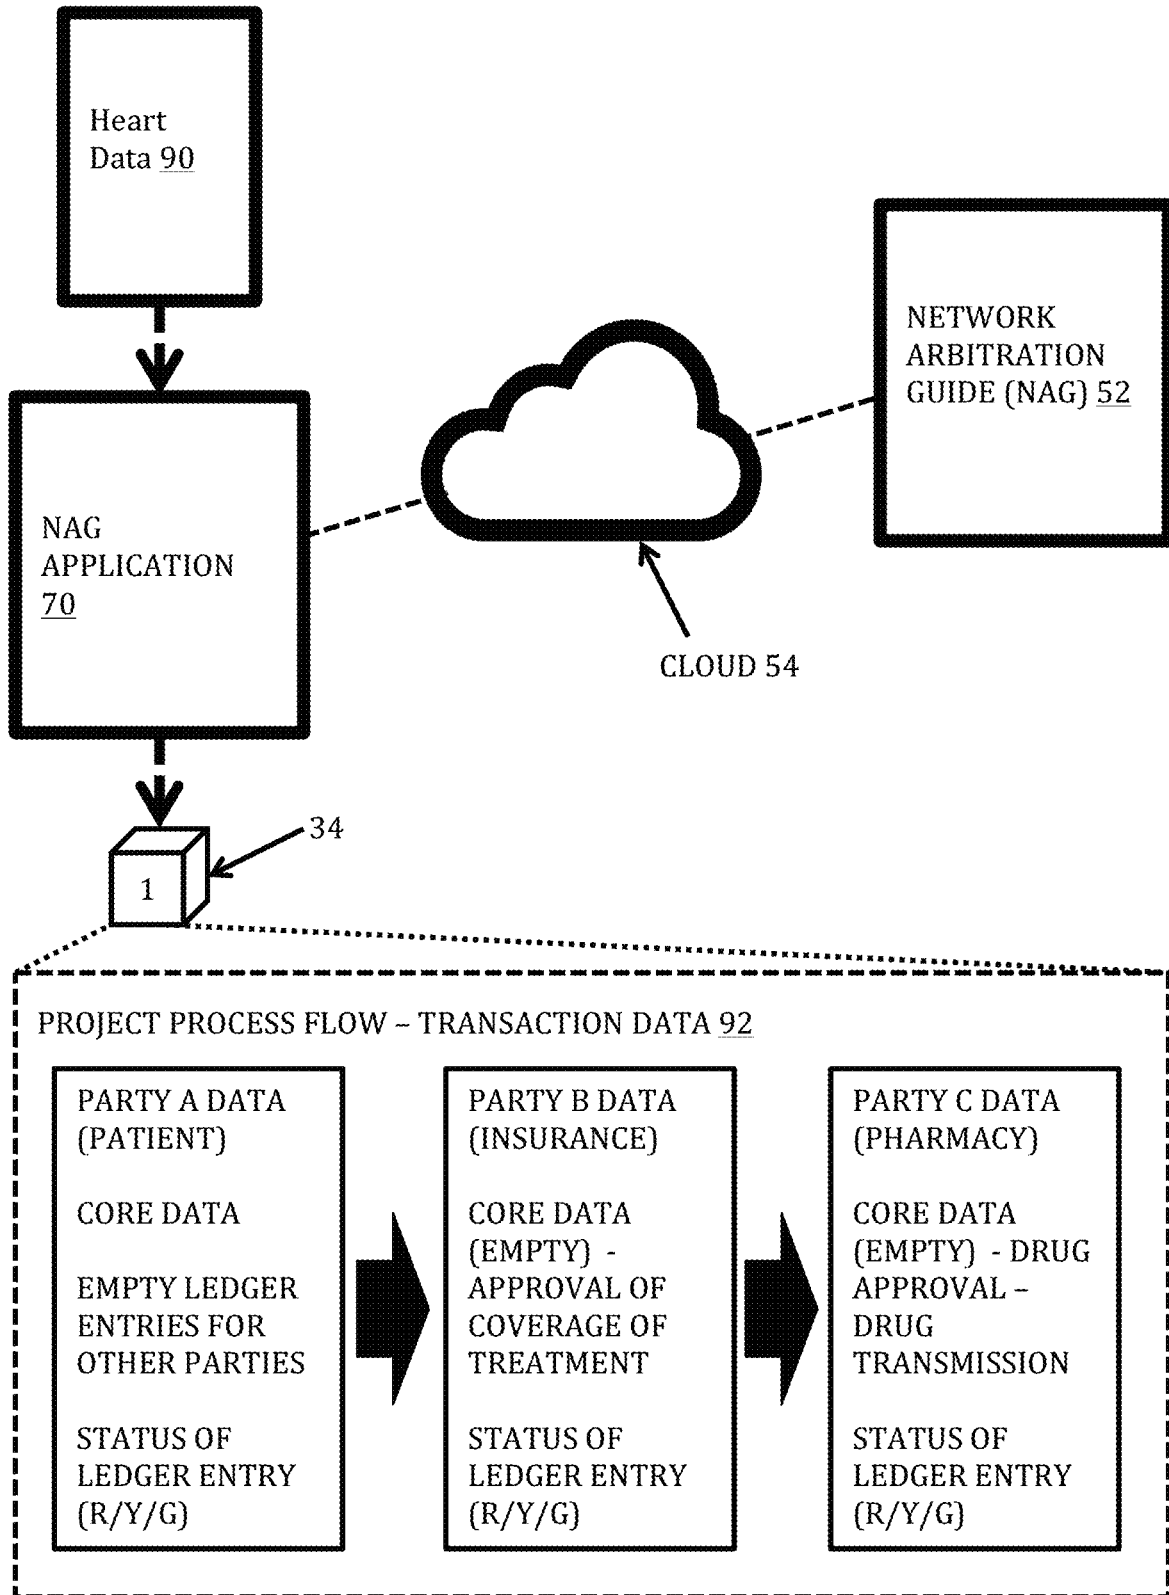 Heart
Data 90
NETWORK
ARBITRATION
GUIDE (NAG) 52
NAG
APPLICATION
70
CLOUD 54
34
1
PROJECT PROCESS FLOW – TRANSACTION DATA 92
PARTY A DATA
(PATIENT)
CORE DATA
EMPTY LEDGER
ENTRIES FOR
OTHER PARTIES
STATUS OF
LEDGER ENTRY
(R/Y/G)
PARTY B DATA
(INSURANCE)
CORE DATA
(EMPTY) -
APPROVAL OF
COVERAGE OF
TREATMENT
STATUS OF
LEDGER ENTRY
(R/Y/G)
PARTY C DATA
(PHARMACY)
CORE DATA
(EMPTY) - DRUG
APPROVAL –
DRUG
TRANSMISSION
STATUS OF
LEDGER ENTRY
(R/Y/G)